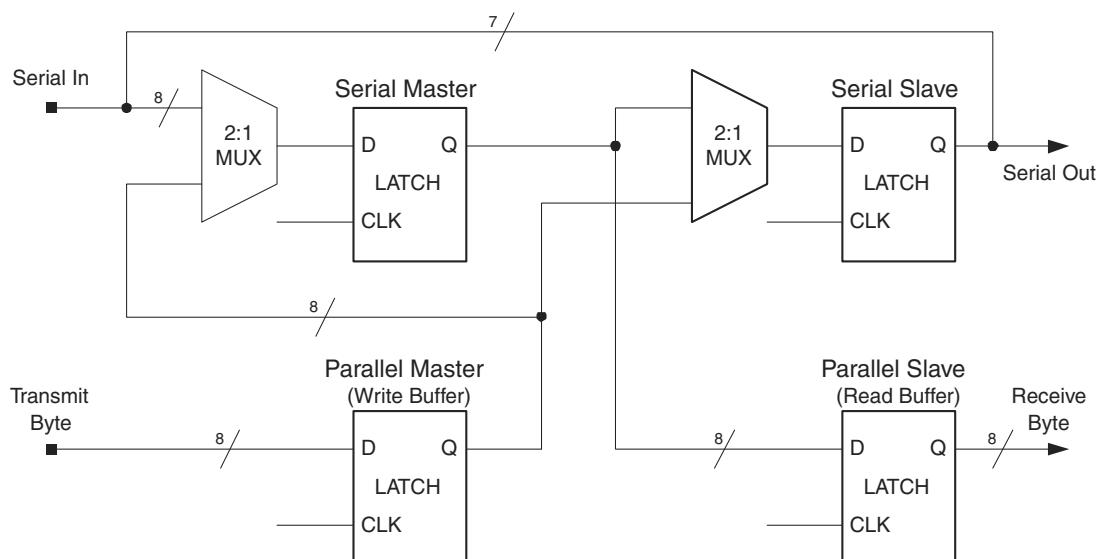 7
Serial In
8
2:1
MUX
Serial Master
D Q
LATCH
CLK
2:1
MUX
Serial Slave
D Q
LATCH
CLK
Serial Out
8
Transmit
Byte
8
Parallel Master
(Write Buffer)
D Q
LATCH
CLK
8
Parallel Slave
(Read Buffer)
D Q
LATCH
CLK
8
Receive
Byte